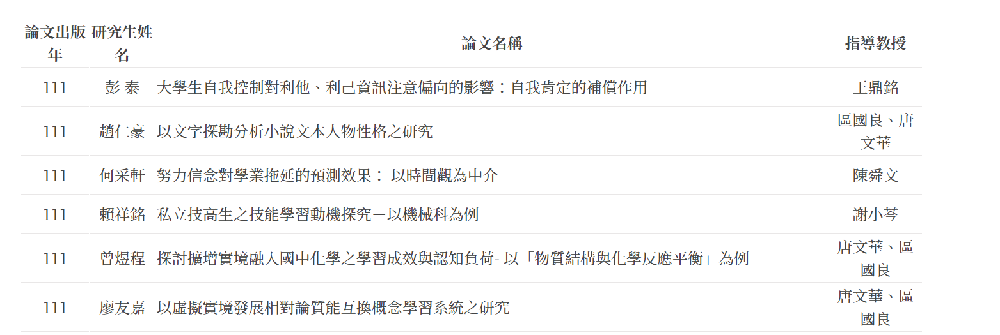 論文出版年 研究生姓名 論文名稱 指導教授
111 彭 泰 大學生自我控制對利他、利己資訊注意偏向的影響：自我肯定的補償作用 王鼎銘
111 趙仁豪 以文字探勘分析小說文本人物性格之研究 區國良、唐文華
111 何采軒 努力信念對學業拖延的預測效果： 以時間觀為中介 陳舜文
111 賴祥銘 私立技高生之技能學習動機探究－以機械科為例 謝小芩
111 曾煜程 探討擴增實境融入國中化學之學習成效與認知負荷- 以「物質結構與化學反應平衡」為例 唐文華、區國良
111 廖友嘉 以虛擬實境發展相對論質能互換概念學習系統之研究 唐文華、區國良